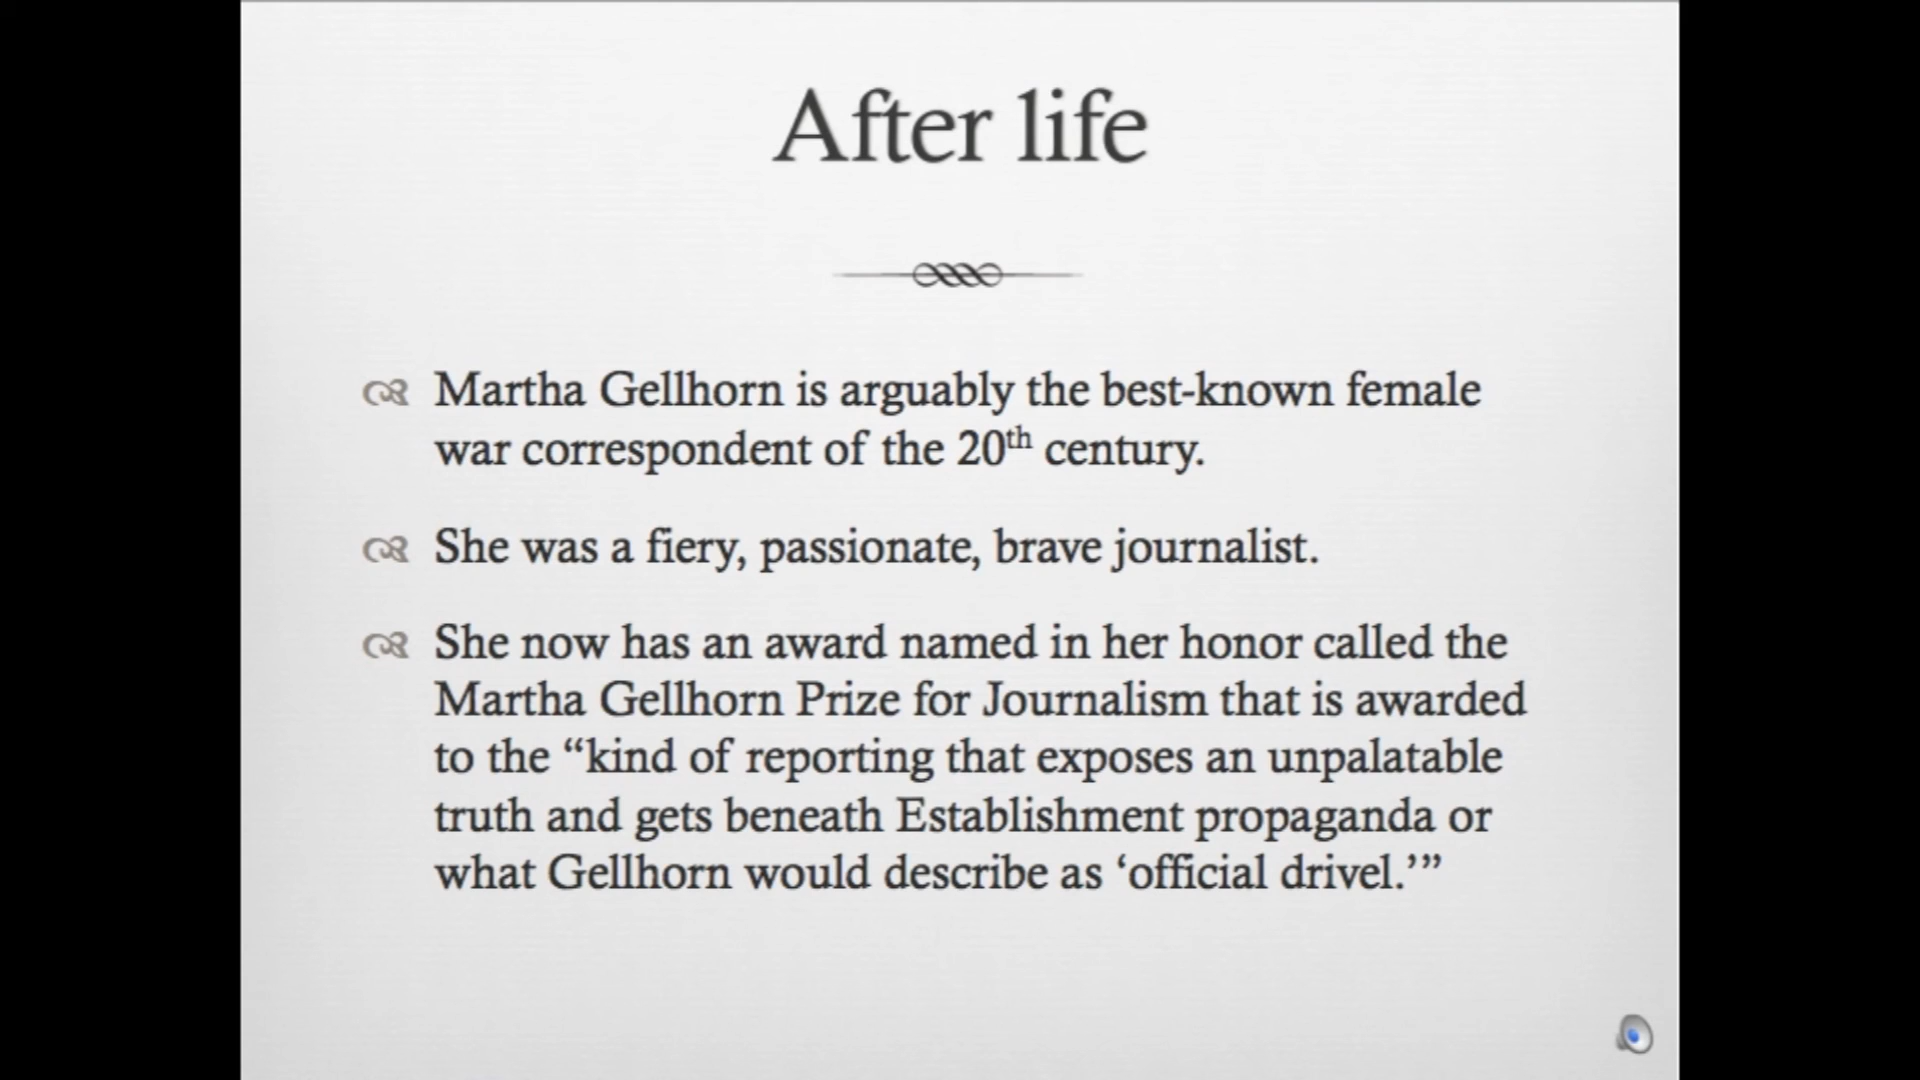 After life
Martha Gellhorn is arguably the best-known female
war correspondent of the 20th century.
She was a fiery, passionate, brave journalist.
She now has an award named in her honor called the
Martha Gellhorn Prize for Journalism that is awarded
to the “kind of reporting that exposes an unpalatable
truth and gets beneath Establishment propaganda or
what Gellhorn would describe as ‘official drivel.’”